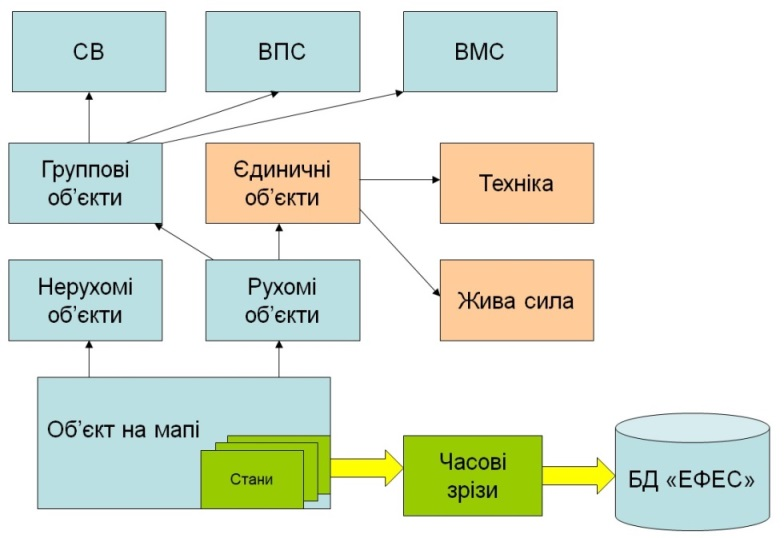 СВ
ВПС
ВМС
Группові
об’єкти
Єдиничні
об’єкти
Техніка
Нерухомі
об’єкти
Рухомі
об’єкти
Жива сила
Об’єкт на мапі
Стани
Часові
зрізи
БД «ЕФЕС»